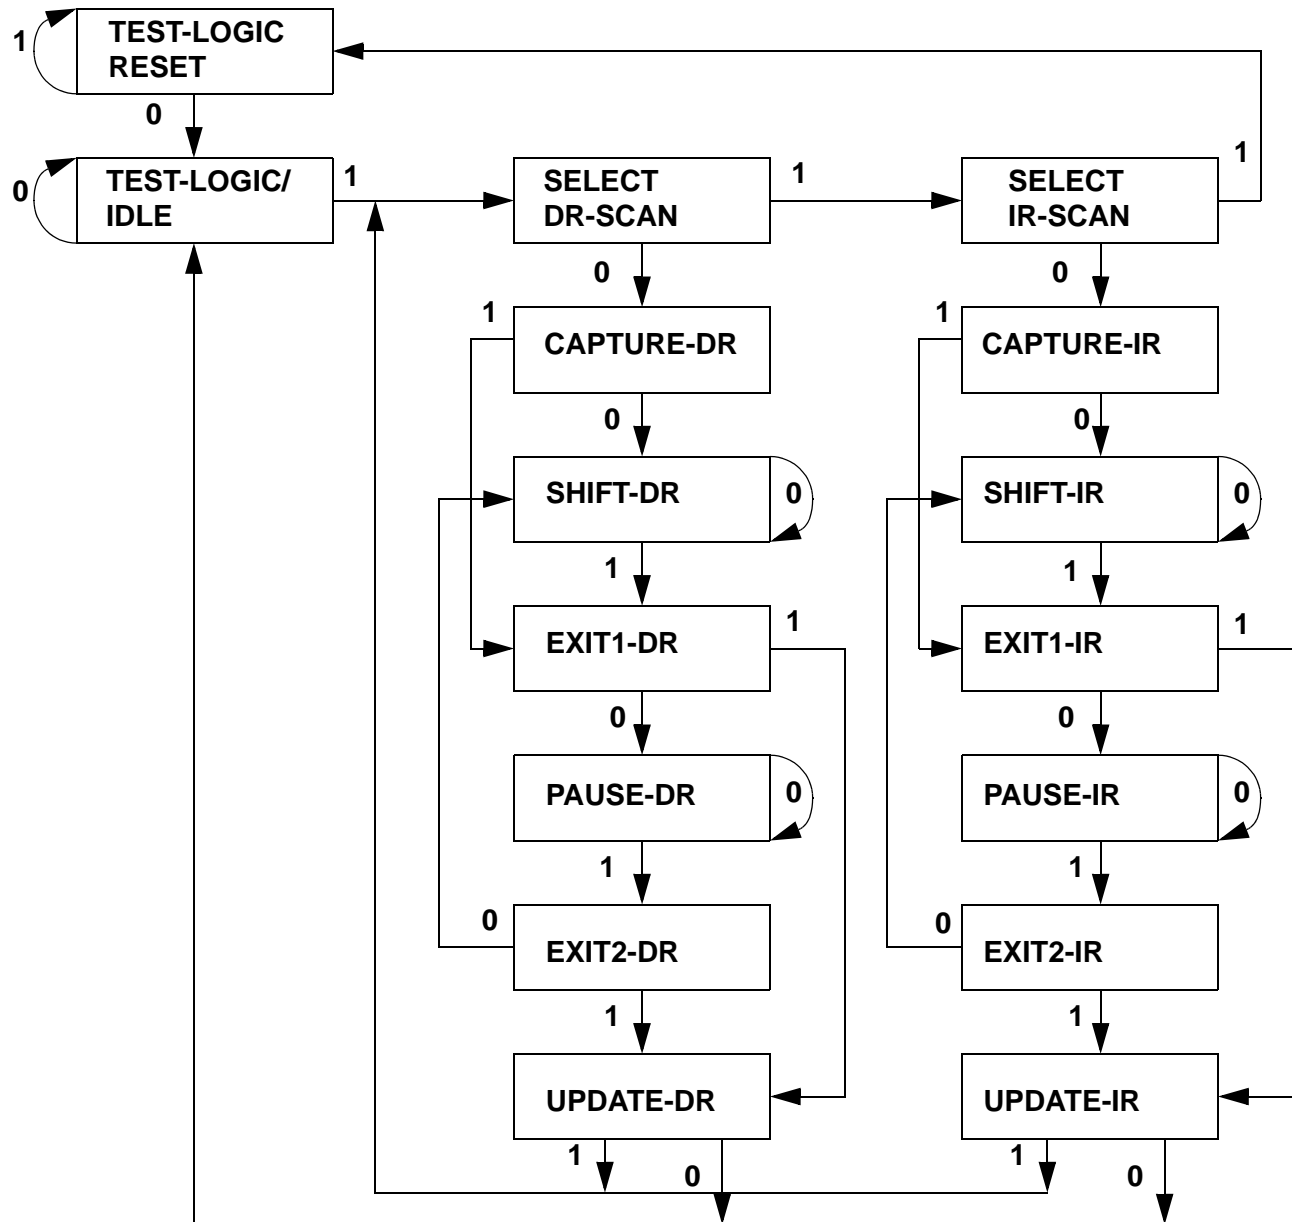 1
TEST-LOGIC
RESET
0
0
TEST-LOGIC/
IDLE
1
SELECT
DR-SCAN
1
SELECT
IR-SCAN
1
0
0
1
CAPTURE-DR
1
CAPTURE-IR
0
0
SHIFT-DR
0
SHIFT-IR
0
1
1
EXIT1-DR
1
EXIT1-IR
1
0
0
PAUSE-DR
0
PAUSE-IR
0
1
1
0
EXIT2-DR
0
EXIT2-IR
1
1
UPDATE-DR
UPDATE-IR
1
0
1
0